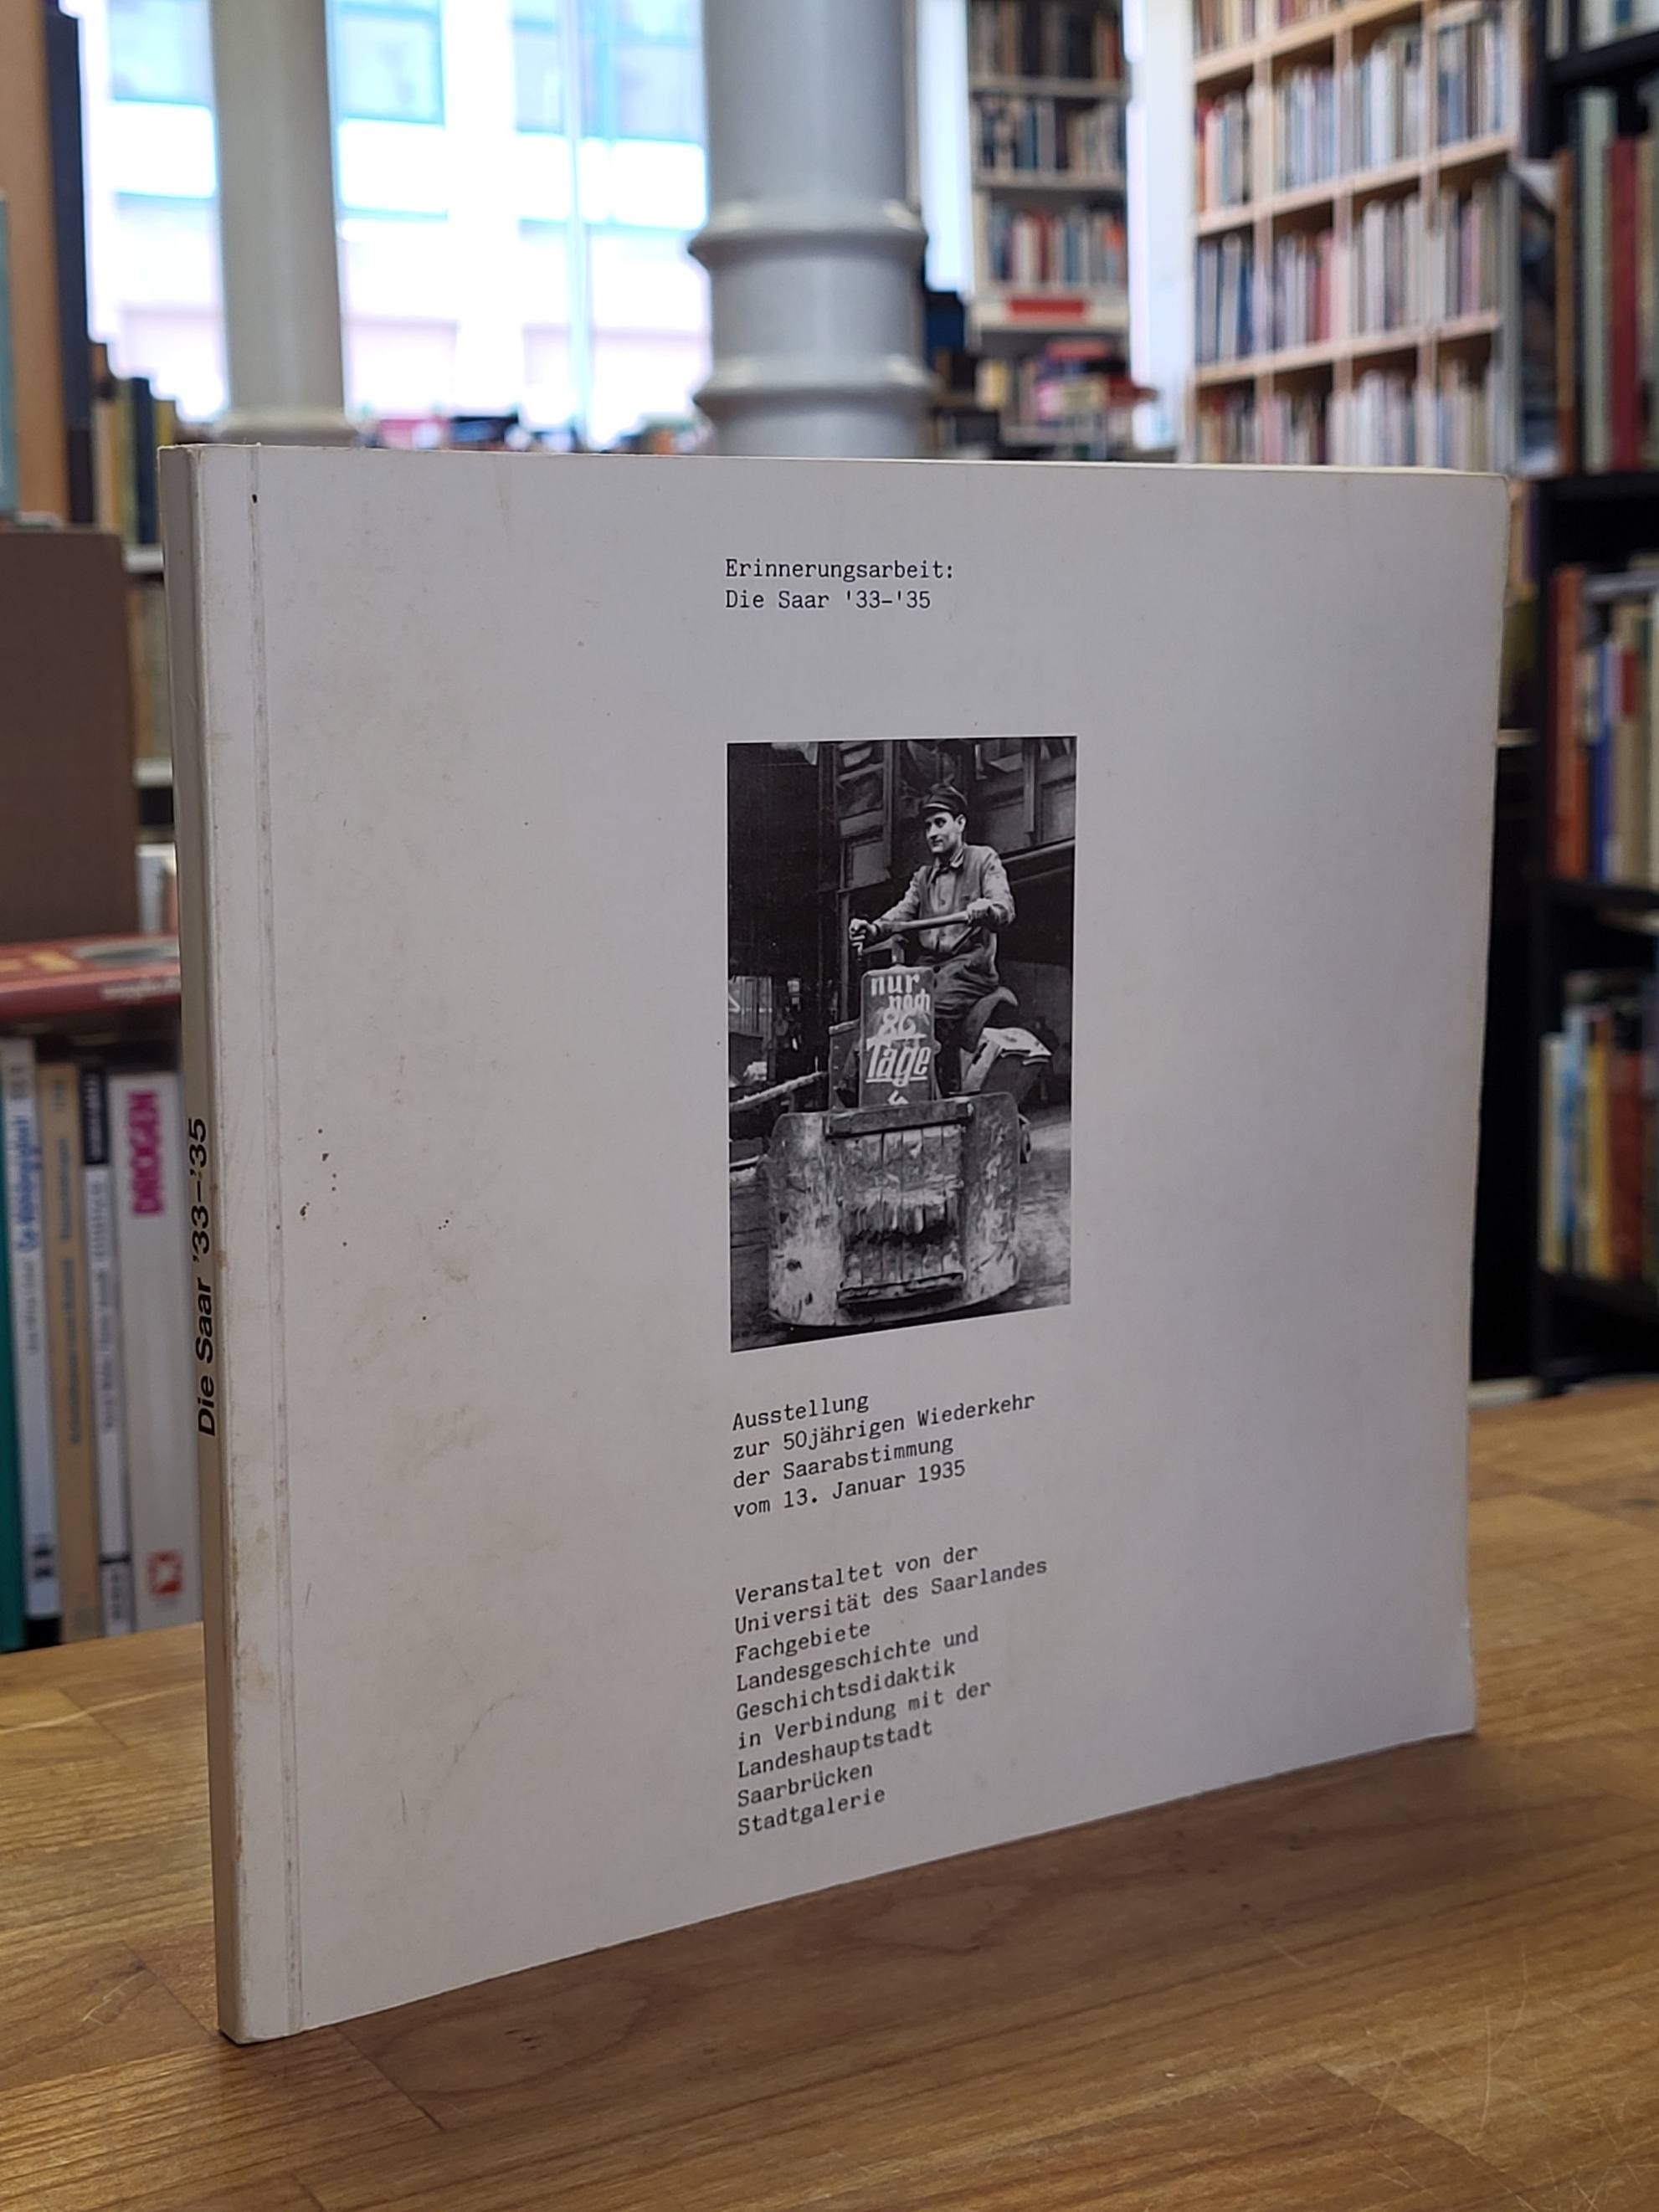 Erinnerungsarbeit:
Die Saar '33–'35
nur
noch
Tage
Ausstellung
zur 50jährigen Wiederkehr
der Saarabstimmung
vom 13. Januar 1935
Veranstaltet von der
Universität des Saarlandes
Fachgebiete
Landesgeschichte und
Geschichtsdidaktik
in Verbindung mit der
Landeshauptstadt
Saarbrücken
Stadtgalerie
Die Saar '33–'35
DROGEN